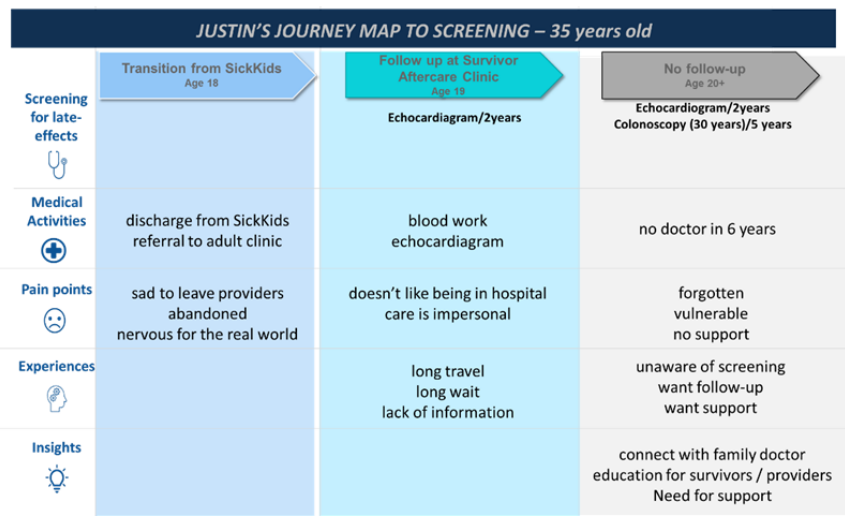 JUSTIN'S JOURNEY MAP TO SCREENING – 35 years old
Transition from SickKids
Age 18
Follow up at Survivor
Aftercare Clinic
Age 19
No follow-up
Age 20+
Screening
for late-
effects
Echocardiagram/2years
Echocardiagram/2years
Colonoscopy (30 years)/5 years
Medical
Activities
discharge from SickKids
referral to adult clinic
blood work
echocardiagram
no doctor in 6 years
Pain points
sad to leave providers
abandoned
nervous for the real world
doesn't like being in hospital
care is impersonal
forgotten
vulnerable
no support
Experiences
long travel
long wait
lack of information
unaware of screening
want follow-up
want support
Insights
connect with family doctor
education for survivors / providers
Need for support